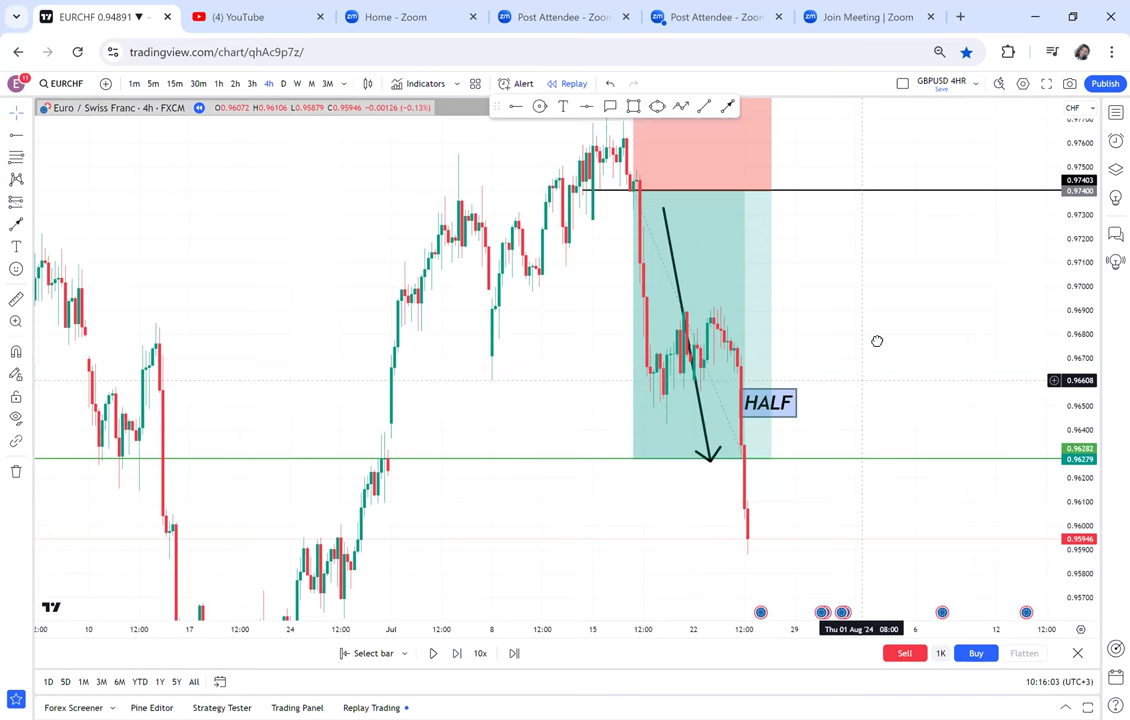 EURCHF 0.94891 ▼
(4) YouTube
Home - Zoom
Post Attendee - Zoom
Post Attendee - Zoom
Join Meeting | Zoom
tradingview.com/chart/qhAc9p7z/
E 11 EURCHF 1m 5m 15m 30m 1h 2h 3h 4h D W M 3M Indicators Alert Replay GBPUSD 4HR Save Publish
Euro / Swiss Franc · 4h · FXCM O0.96072 H0.96106 L0.95879 C0.95946 −0.00126 (−0.13%)
CHF
0.97700
0.97600
0.97500
0.97403
0.97400
0.97300
0.97200
0.97100
0.97000
0.96900
0.96800
0.96700
0.96608
0.96500
HALF
0.96400
0.96282
0.96279
0.96100
0.96000
0.95946
0.95900
0.95800
0.95700
2:00 10 12:00 17 12:00 24 12:00 Jul 8 12:00 15 12:00 22 12:00 29 Thu 01 Aug '24 08:00 6 12 12:00
Select bar 10x Sell 1K Buy Flatten
1D 5D 1M 3M 6M YTD 1Y 5Y All 10:16:03 (UTC+3)
Forex Screener Pine Editor Strategy Tester Trading Panel Replay Trading